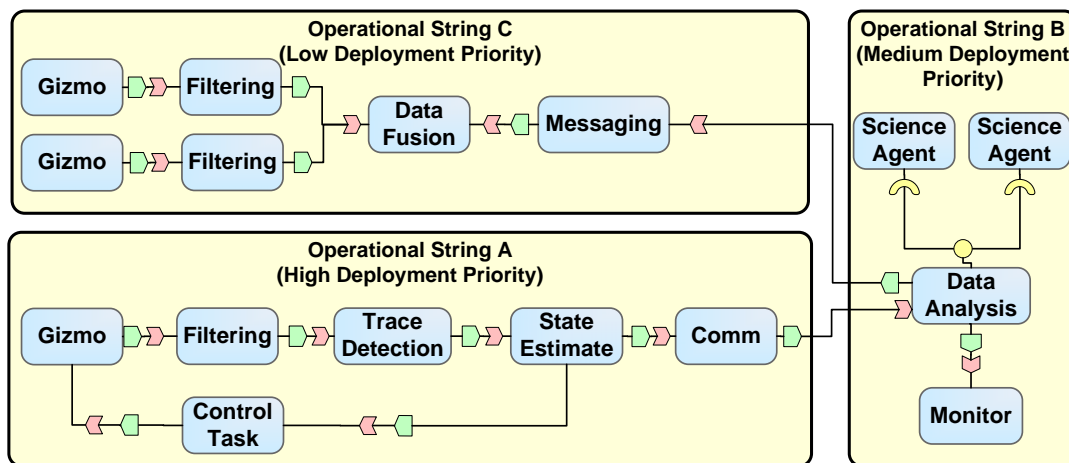 Operational String C
(Low Deployment Priority)
Gizmo
Filtering
Gizmo
Filtering
Data
Fusion
Messaging
Operational String A
(High Deployment Priority)
Gizmo
Filtering
Trace
Detection
State
Estimate
Comm
Control
Task
Operational String B
(Medium Deployment
Priority)
Science
Agent
Science
Agent
Data
Analysis
Monitor